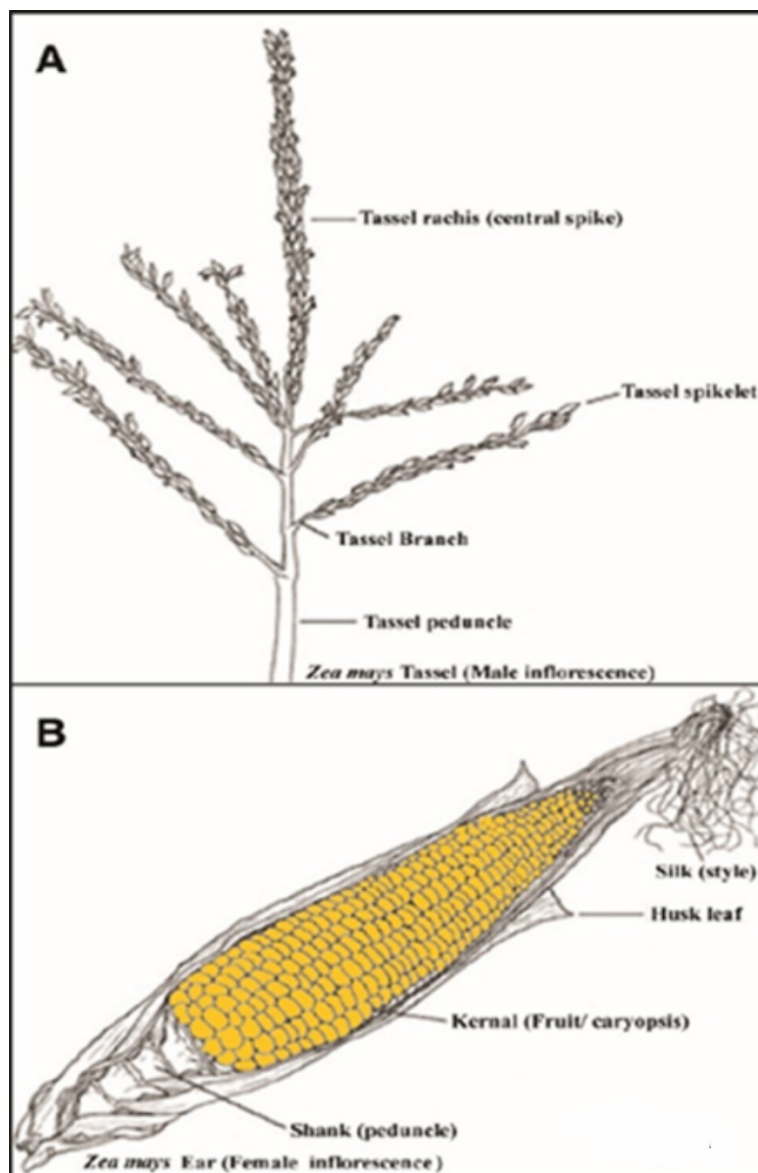 A
Tassel rachis (central spike)
Tassel spikelet
Tassel Branch
Tassel peduncle
Zea mays Tassel (Male inflorescence)
B
Silk (style)
Husk leaf
Kernal (Fruit/ caryopsis)
Shank (peduncle)
Zea mays Ear (Female inflorescence)